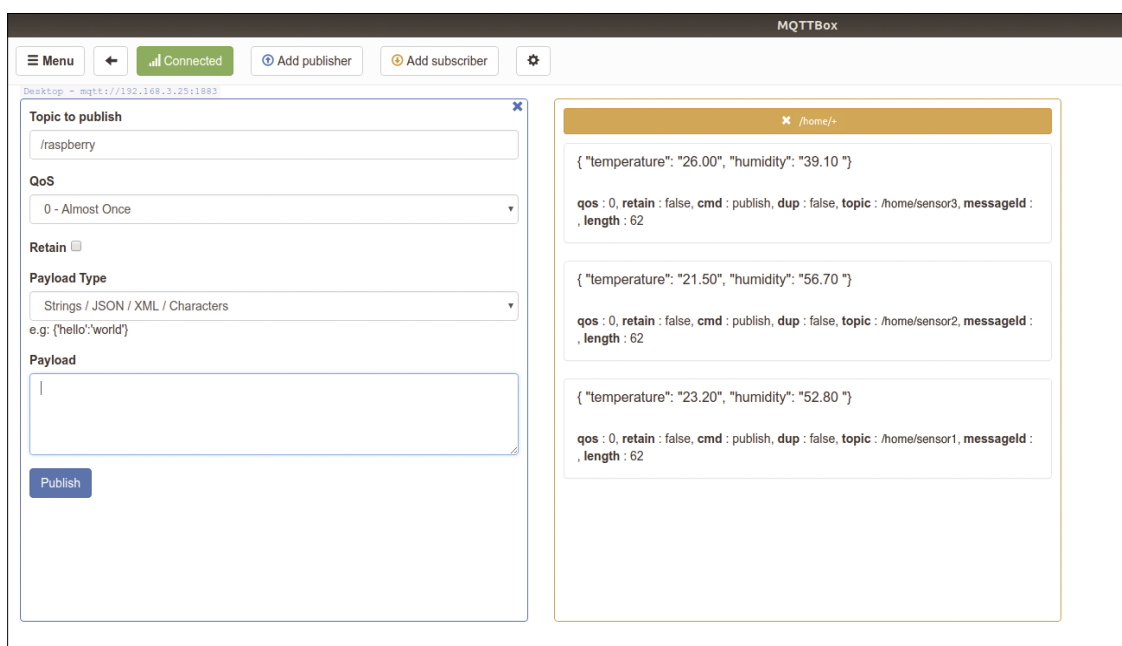 MQTTBox
Menu
Connected
Add publisher
Add subscriber
Desktop - mqtt://192.168.3.25:1883
Topic to publish
/raspberry
QoS
0 - Almost Once
Retain
Payload Type
Strings / JSON / XML / Characters
e.g: {'hello':'world'}
Payload
Publish
/home/+
{ "temperature": "26.00", "humidity": "39.10 "}
qos : 0, retain : false, cmd : publish, dup : false, topic : /home/sensor3, messageId :
, length : 62
{ "temperature": "21.50", "humidity": "56.70 "}
qos : 0, retain : false, cmd : publish, dup : false, topic : /home/sensor2, messageId :
, length : 62
{ "temperature": "23.20", "humidity": "52.80 "}
qos : 0, retain : false, cmd : publish, dup : false, topic : /home/sensor1, messageId :
, length : 62